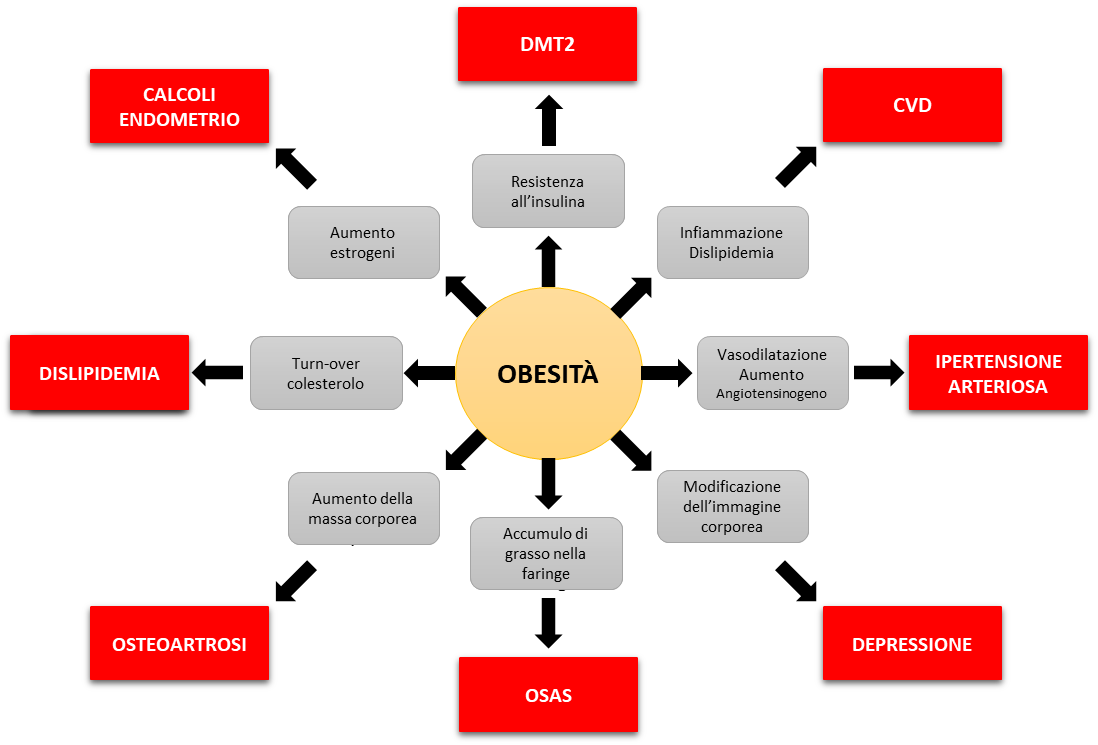 DMT2
CALCOLI
ENDOMETRIO
CVD
Resistenza
all'insulina
Aumento
estrogeni
Infiammazione
Dislipidemia
DISLIPIDEMIA
Turn-over
colesterolo
OBESITÀ
Vasodilatazione
Aumento
Angiotensinogeno
IPERTENSIONE
ARTERIOSA
Aumento della
massa corporea
Accumulo di
grasso nella
faringe
Modificazione
dell'immagine
corporea
OSTEOARTROSI
OSAS
DEPRESSIONE